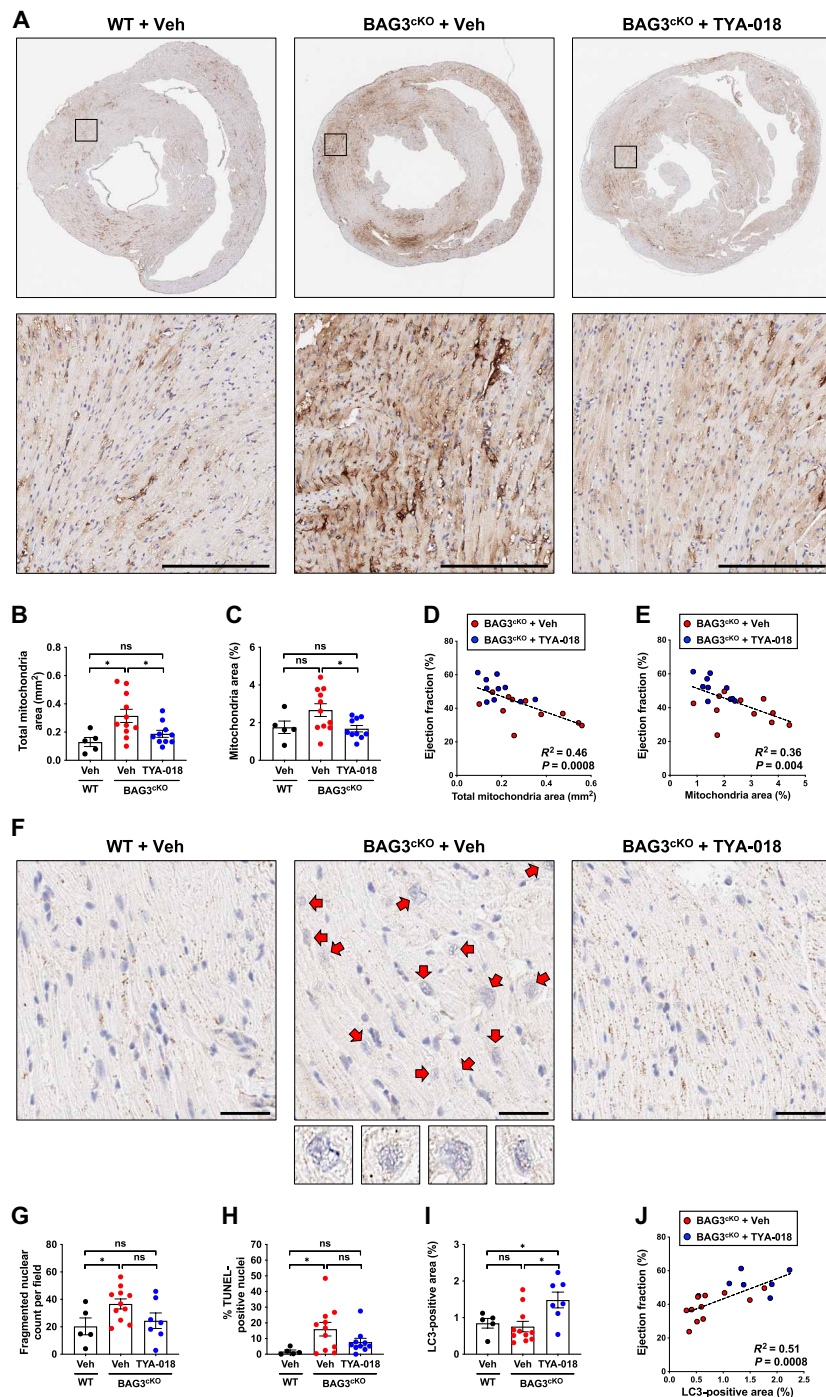 A
WT + Veh
BAG3cKO + Veh
BAG3cKO + TYA-018
B
Total mitochondria
area (mm2)
0.8
0.6
0.4
0.2
0.0
ns
*
*
Veh
Veh
TYA-018
WT
BAG3cKO
C
Mitochondria area (%)
6
4
2
0
ns
ns
*
Veh
Veh
TYA-018
WT
BAG3cKO
D
BAG3cKO + Veh
BAG3cKO + TYA-018
Ejection fraction (%)
80
60
40
20
0
R2 = 0.46
P = 0.0008
0.0
0.2
0.4
0.6
Total mitochondria area (mm2)
E
BAG3cKO + Veh
BAG3cKO + TYA-018
Ejection fraction (%)
80
60
40
20
0
R2 = 0.36
P = 0.004
0
1
2
3
4
5
Mitochondria area (%)
F
WT + Veh
BAG3cKO + Veh
BAG3cKO + TYA-018
G
Fragmented nuclear
count per field
80
60
40
20
0
ns
*
ns
Veh
Veh
TYA-018
WT
BAG3cKO
H
% TUNEL-
positive nuclei
70
60
50
40
30
20
10
0
ns
*
ns
Veh
Veh
TYA-018
WT
BAG3cKO
I
LC3-positive area (%)
3
2
1
0
*
ns
*
Veh
Veh
TYA-018
WT
BAG3cKO
J
BAG3cKO + Veh
BAG3cKO + TYA-018
Ejection fraction (%)
80
60
40
20
0
R2 = 0.51
P = 0.0008
0.0
0.5
1.0
1.5
2.0
2.5
LC3-positive area (%)